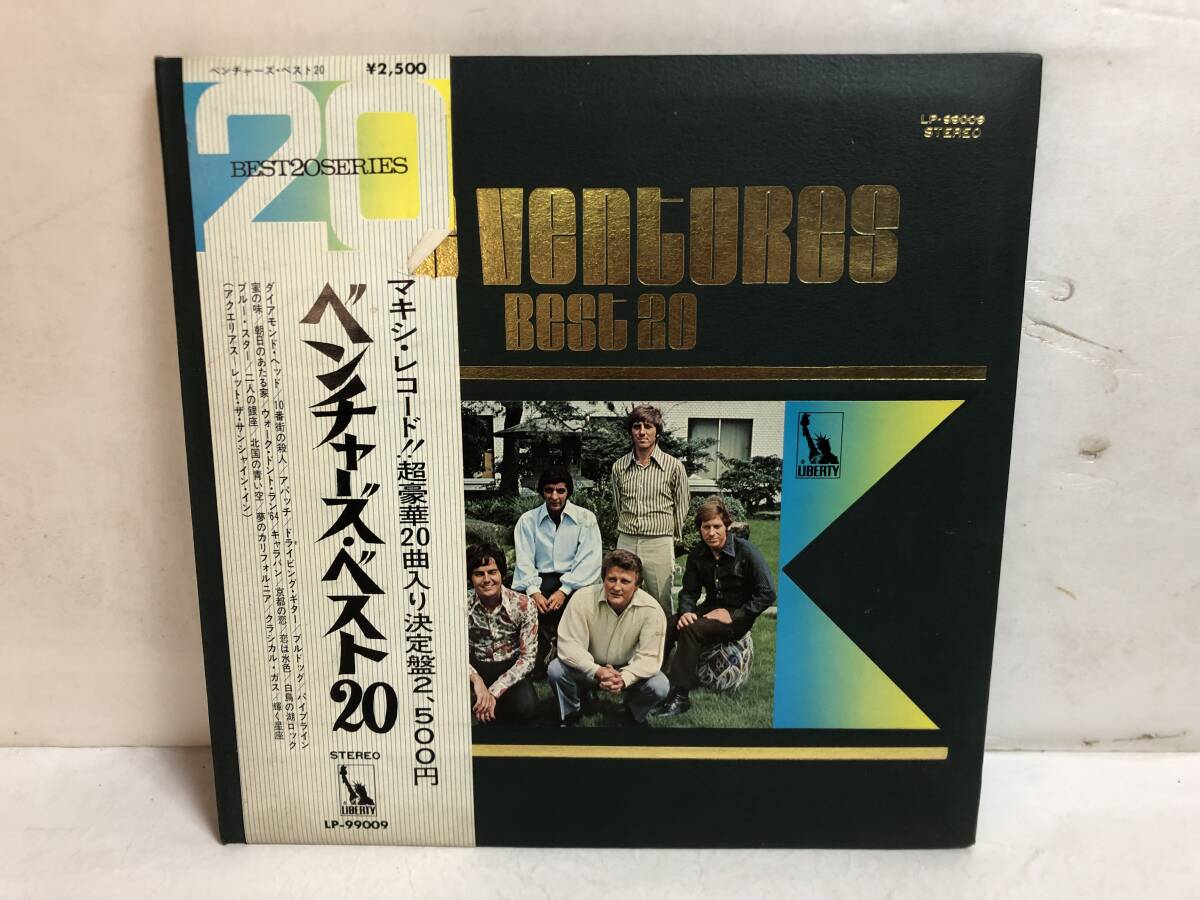 ベンチャーズ・ベスト20
¥2,500
20
BEST20SERIES
マキシ・レコード!!超豪華20曲入り決定盤2,500円
ベンチャーズ・ベスト20
ダイアモンド・ヘッド/10番街の殺人/アパッチ/ドライビング・ギター/ブルドッグ/パイプライン
蜜の味/朝日のあたる家/ウォーク・ドント・ラン'64/キャラバン/京都の恋/恋は水色/白鳥の湖ロック
ブルー・スター/二人の銀座/北国の青い空/夢のカリフォルニア/クラシカル・ガス/輝く星座
(アクエリアス〜レット・ザ・サンシャイン・イン)
STEREO
LIBERTY
LP-99009
LP-99009
STEREO
VENTURES
BEST 20
LIBERTY